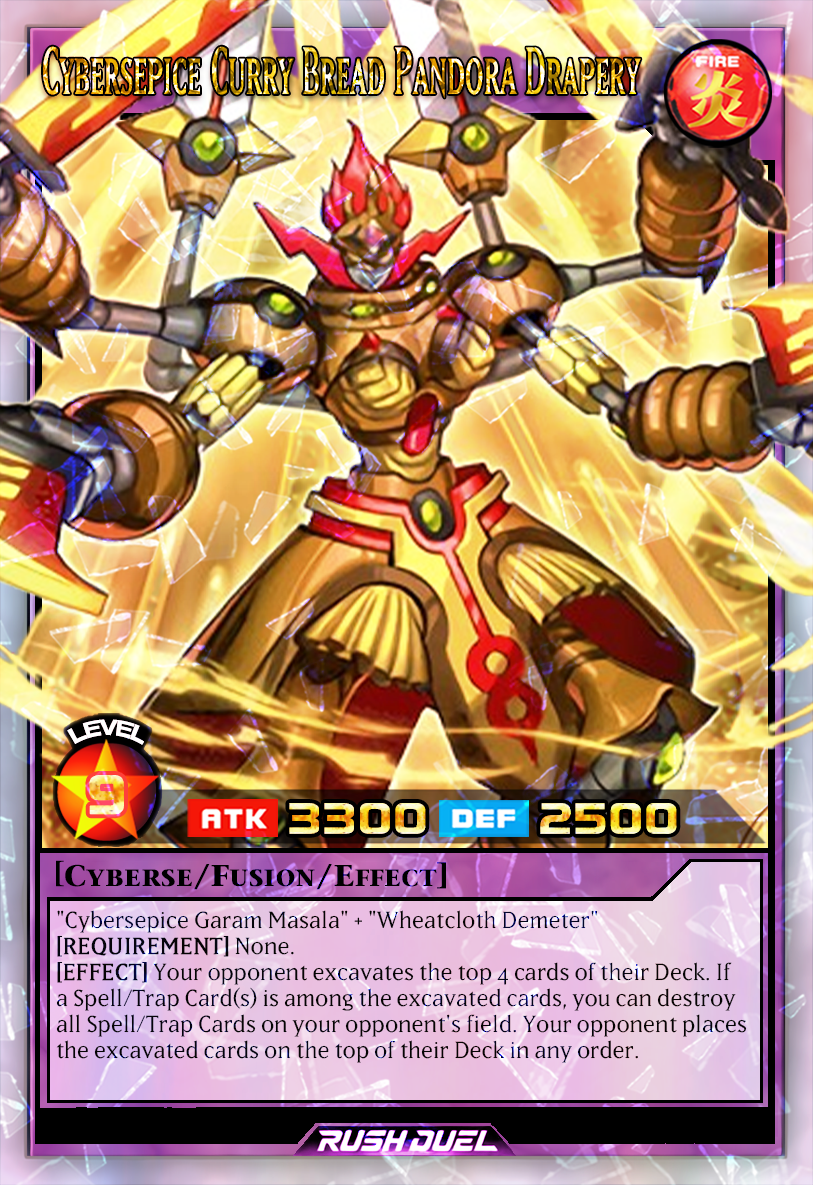 Cybersepice Curry Bread Pandora Drapery
FIRE
炎
LEVEL
9
ATK 3300 DEF 2500
[Cyberse/Fusion/Effect]
"Cybersepice Garam Masala" + "Wheatcloth Demeter"
[REQUIREMENT] None.
[EFFECT] Your opponent excavates the top 4 cards of their Deck. If
a Spell/Trap Card(s) is among the excavated cards, you can destroy
all Spell/Trap Cards on your opponent's field. Your opponent places
the excavated cards on the top of their Deck in any order.
RUSH DUEL